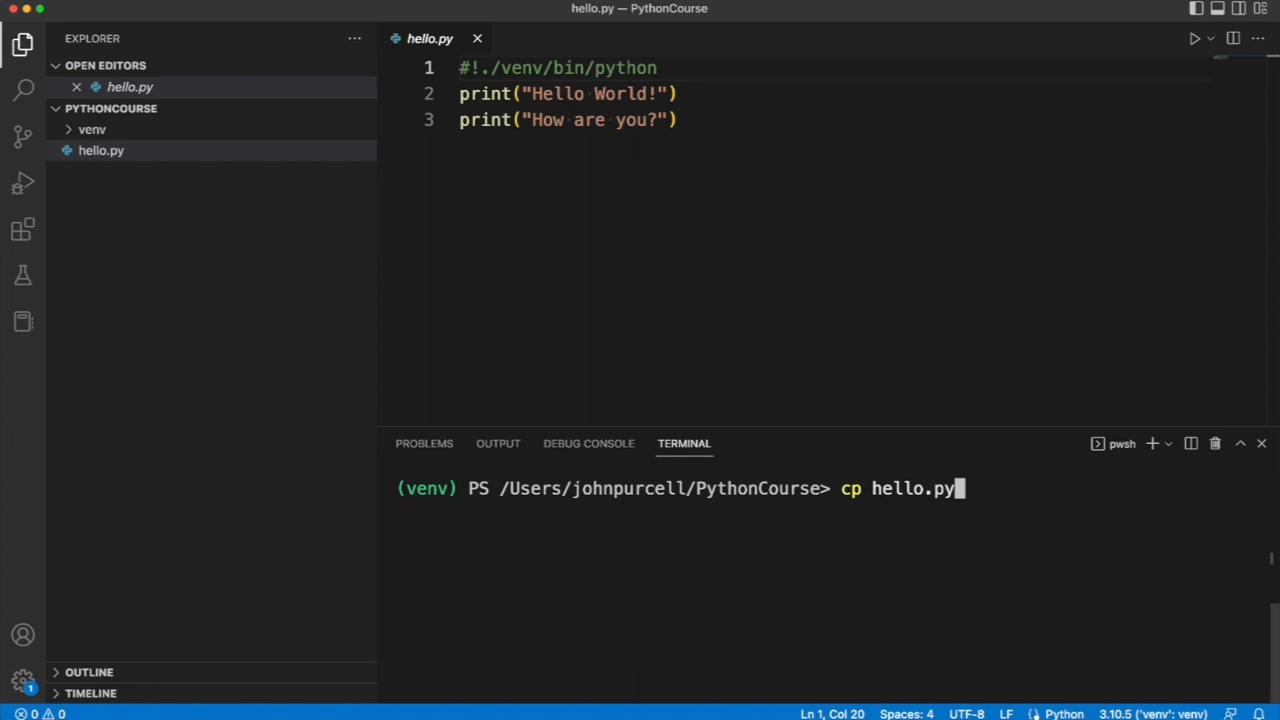 hello.py — PythonCourse
EXPLORER
hello.py
OPEN EDITORS
hello.py
PYTHONCOURSE
venv
hello.py
1 #!./venv/bin/python
2 print("Hello World!")
3 print("How are you?")
PROBLEMS OUTPUT DEBUG CONSOLE TERMINAL
pwsh
(venv) PS /Users/johnpurcell/PythonCourse> cp hello.py
OUTLINE
TIMELINE
1
0 0
Ln 1, Col 20 Spaces: 4 UTF-8 LF Python 3.10.5 ('venv': venv)